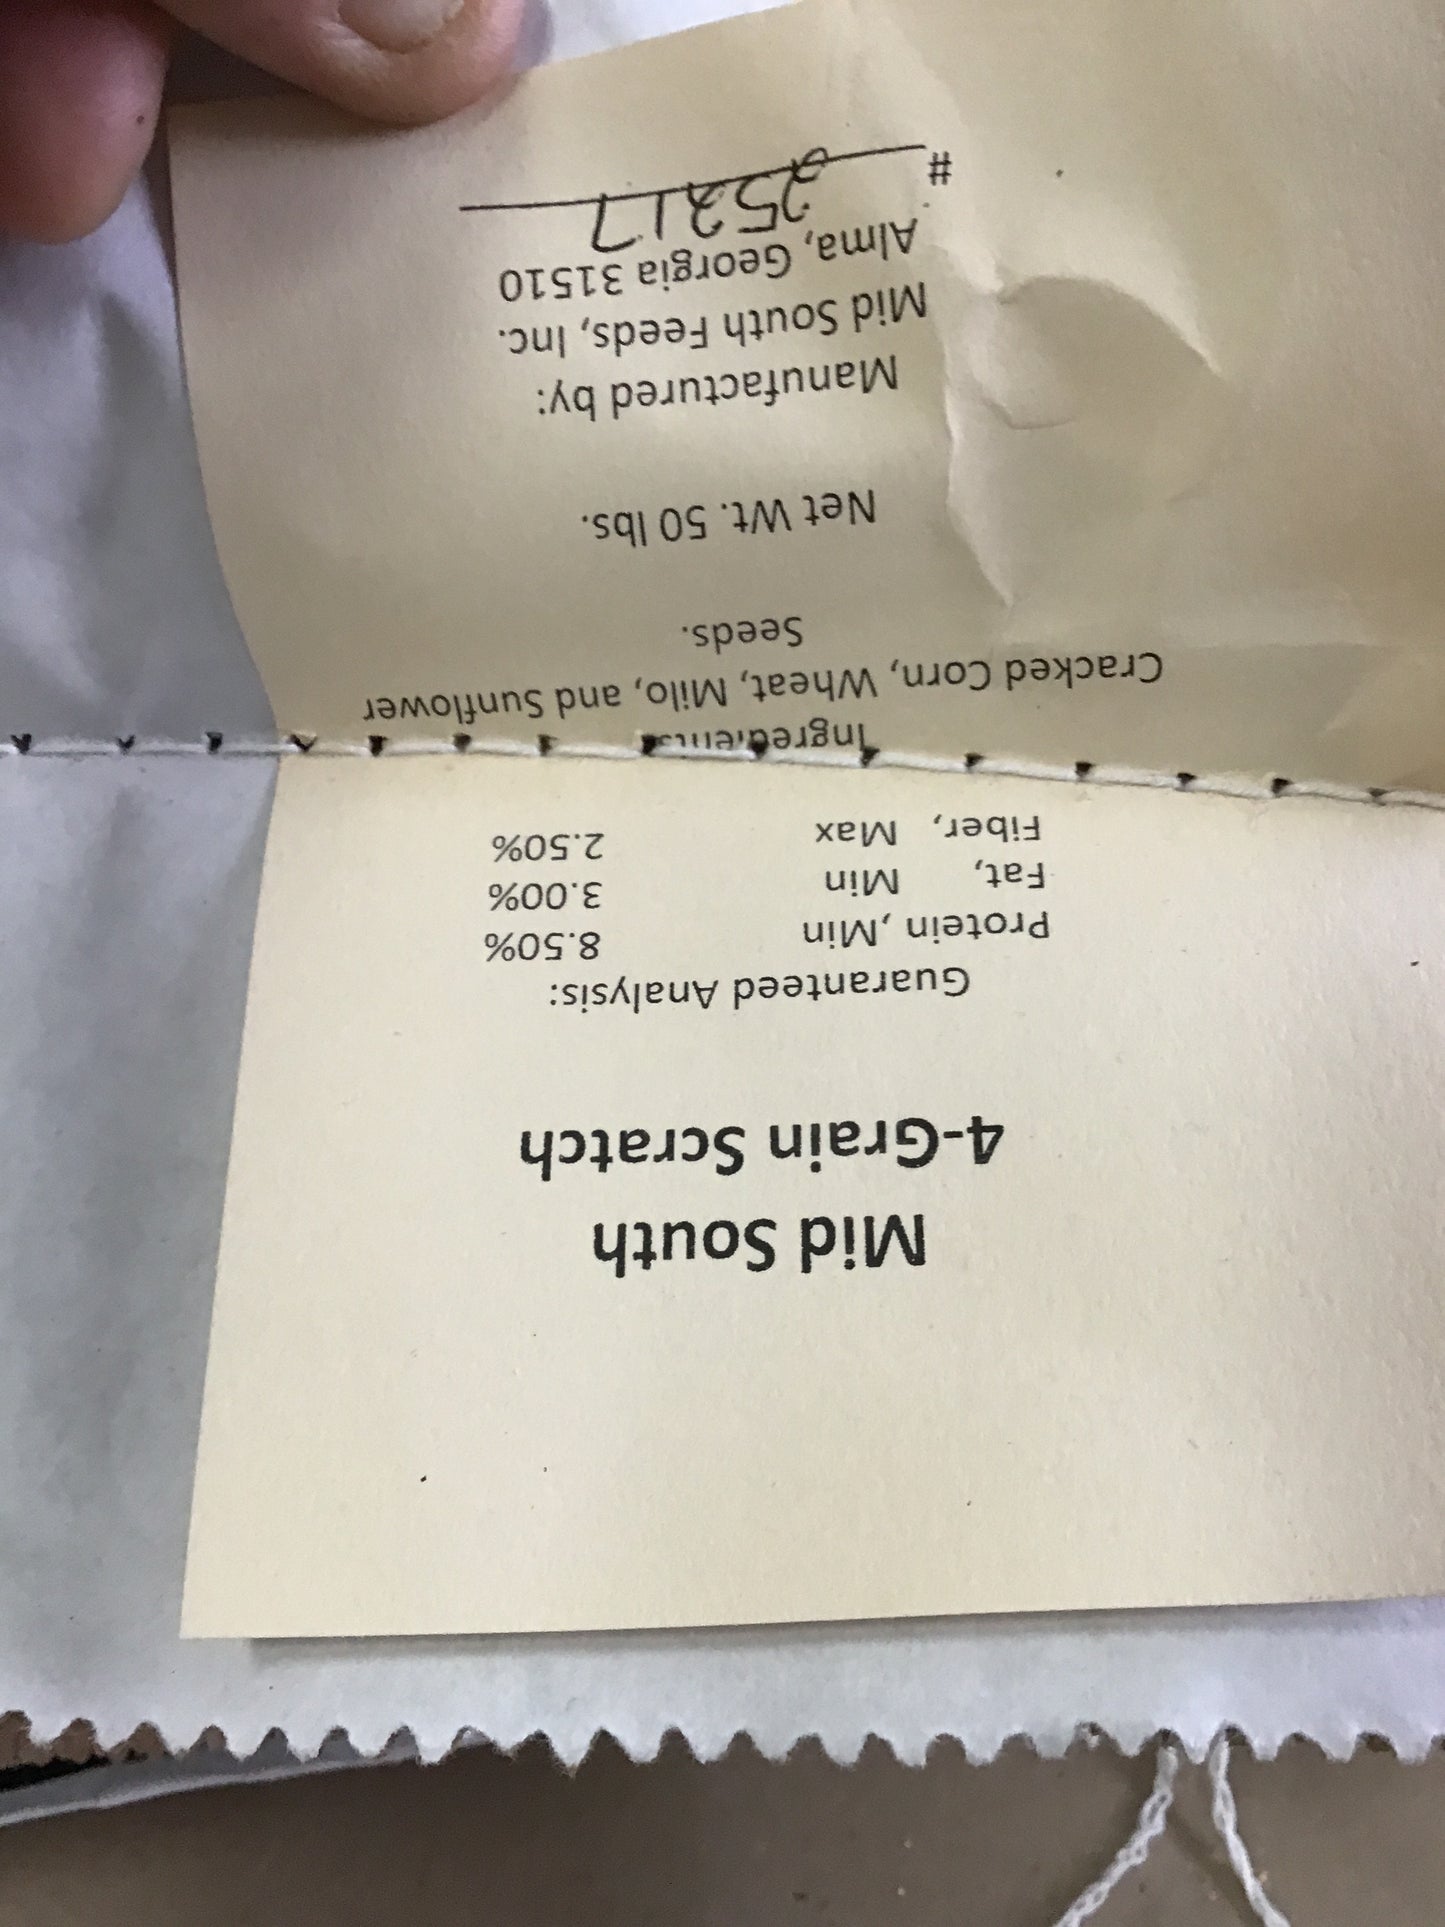 Mid South
4-Grain Scratch
Guaranteed Analysis:
Protein ,Min 8.50%
Fat, Min 3.00%
Fiber, Max 2.50%
Ingredients
Cracked Corn, Wheat, Milo, and Sunflower
Seeds.
Net Wt. 50 lbs.
Manufactured by:
Mid South Feeds, Inc.
Alma, Georgia 31510
# 25217